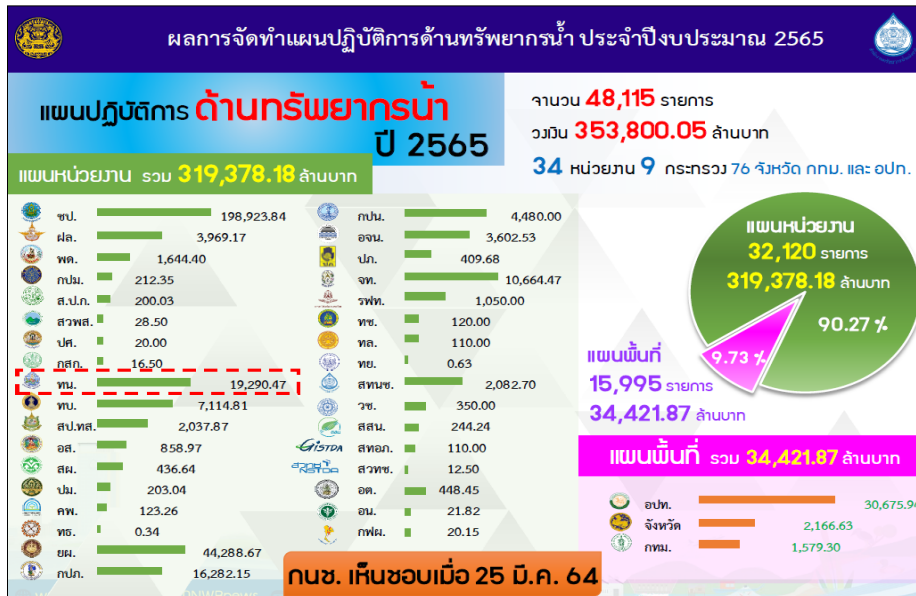 ผลการจัดทำแผนปฏิบัติการด้านทรัพยากรน้ำ ประจำปีงบประมาณ 2565
แผนปฏิบัติการ ด้านทรัพยากรน้ำ
ปี 2565
จำนวน 48,115 รายการ
วงเงิน 353,800.05 ล้านบาท
34 หน่วยงาน 9 กระทรวง 76 จังหวัด กทม. และ อปท.
แผนหน่วยงาน รวม 319,378.18 ล้านบาท
ชป. 198,923.84
ฝล. 3,969.17
พด. 1,644.40
กปม. 212.35
ส.ป.ก. 200.03
สวพส. 28.50
ปศ. 20.00
กสก. 16.50
ทน. 19,290.47
ทบ. 7,114.81
สป.ทส. 2,037.87
อส. 858.97
สผ. 436.64
ปม. 203.04
คพ. 123.26
ทธ. 0.34
ยผ. 44,288.67
กปภ. 16,282.15
กปน. 4,480.00
อจน. 3,602.53
ปภ. 409.68
จท. 10,664.47
รฟท. 1,050.00
ทช. 120.00
ทล. 110.00
ทย. 0.63
สทนช. 2,082.70
วช. 350.00
สสน. 244.24
GISTDA สทอภ. 110.00
สวทช. NSTDA สวทช. 12.50
อต. 448.45
อน. 21.82
กฟผ. 20.15
แผนหน่วยงาน
32,120 รายการ
319,378.18 ล้านบาท
90.27 %
9.73 %
แผนพื้นที่
15,995 รายการ
34,421.87 ล้านบาท
แผนพื้นที่ รวม 34,421.87 ล้านบาท
อปท. 30,675.94
จังหวัด 2,166.63
กทม. 1,579.30
กนช. เห็นชอบเมื่อ 25 มี.ค. 64